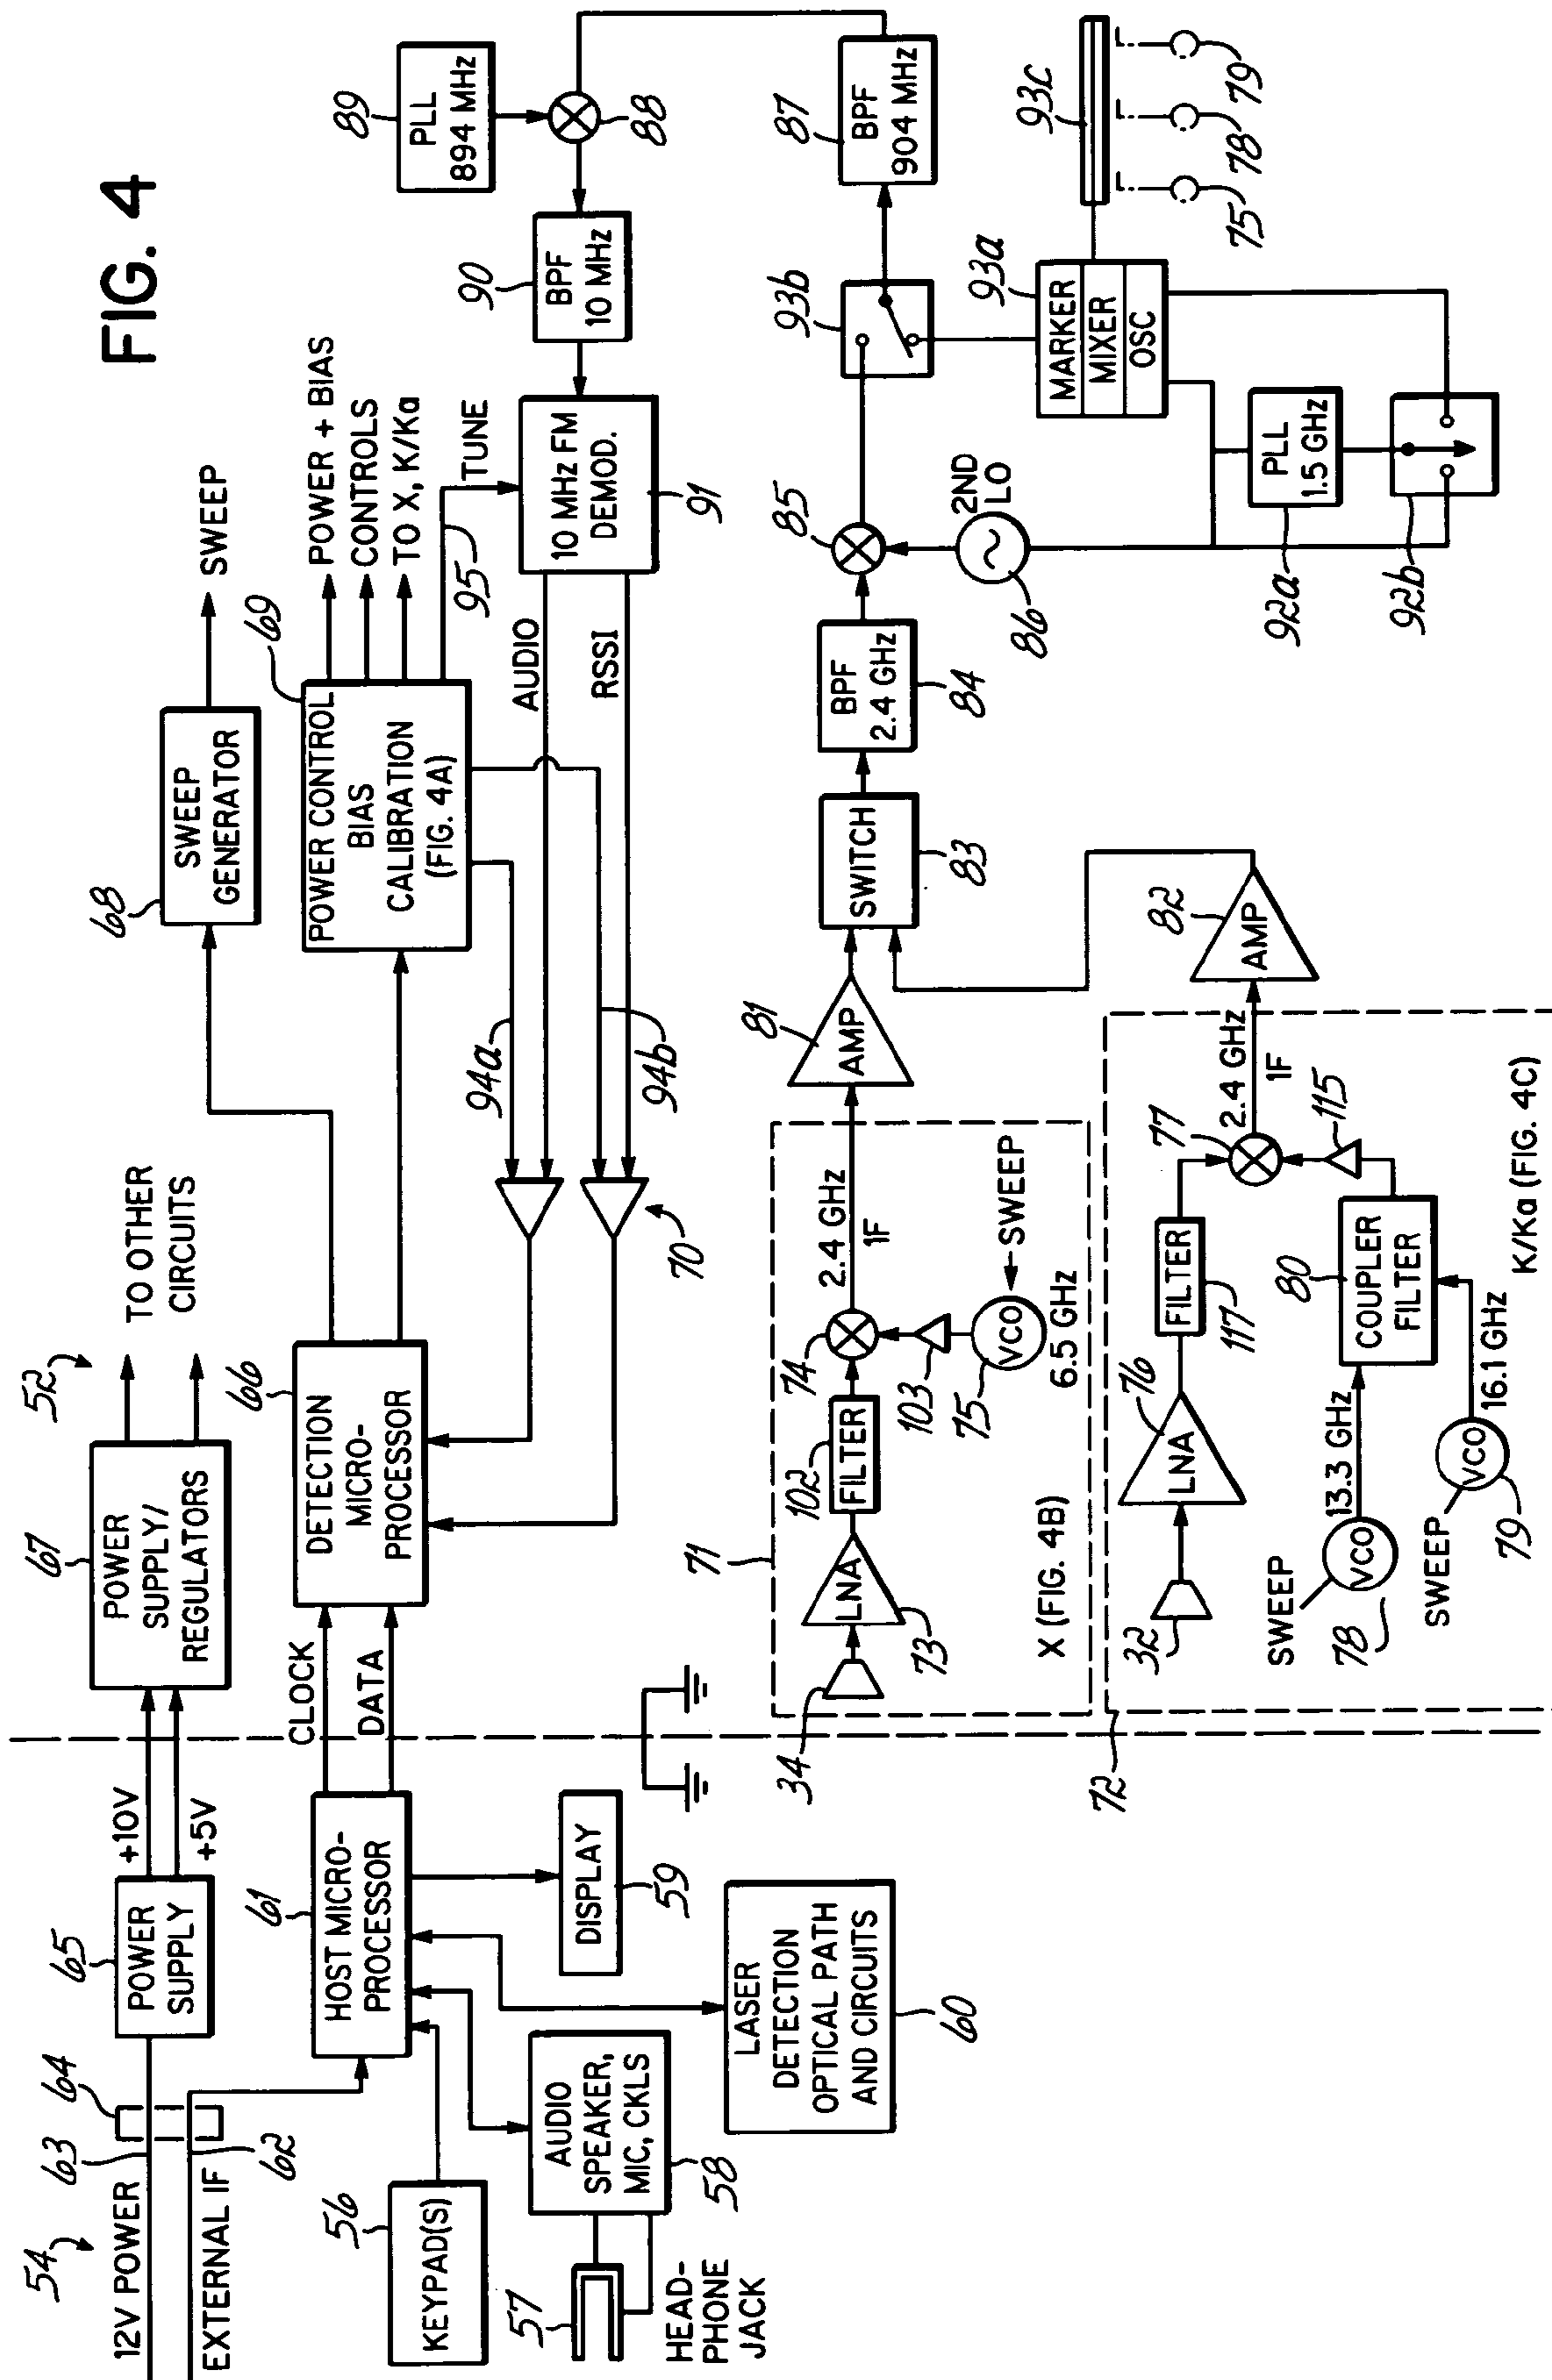 FIG. 4
54
12V POWER
63
64
EXTERNAL IF
62
65
POWER
SUPPLY
+10V
+5V
67
POWER
SUPPLY/
REGULATORS
52
TO OTHER
CIRCUITS
56
KEYPAD(S)
57
HEAD-
PHONE
JACK
58
AUDIO
SPEAKER,
MIC, CKLS
61
HOST MICRO-
PROCESSOR
DISPLAY
59
LASER
DETECTION
OPTICAL PATH
AND CIRCUITS
60
CLOCK
DATA
66
DETECTION
MICRO-
PROCESSOR
68
SWEEP
GENERATOR
SWEEP
69
POWER CONTROL
BIAS
CALIBRATION
(FIG. 4A)
POWER + BIAS
CONTROLS
TO X, K/Ka
95
TUNE
94a
94b
70
AUDIO
RSSI
10 MHz FM
DEMOD.
91
90
BPF
10 MHz
89
PLL
894 MHz
88
71
34
LNA
73
102
FILTER
74
103
75
VCO
SWEEP
6.5 GHz
2.4 GHz
1F
X (FIG. 4B)
81
AMP
SWITCH
83
BPF
2.4 GHz
84
85
2ND
LO
86
93b
87
BPF
904 MHz
93a
MARKER
MIXER
OSC
93c
75
78
79
PLL
1.5 GHz
92a
92b
72
32
76
LNA
FILTER
117
77
2.4 GHz
1F
115
82
AMP
SWEEP
VCO
78
13.3 GHz
80
COUPLER
FILTER
SWEEP
VCO
79
16.1 GHz
K/Ka (FIG. 4C)